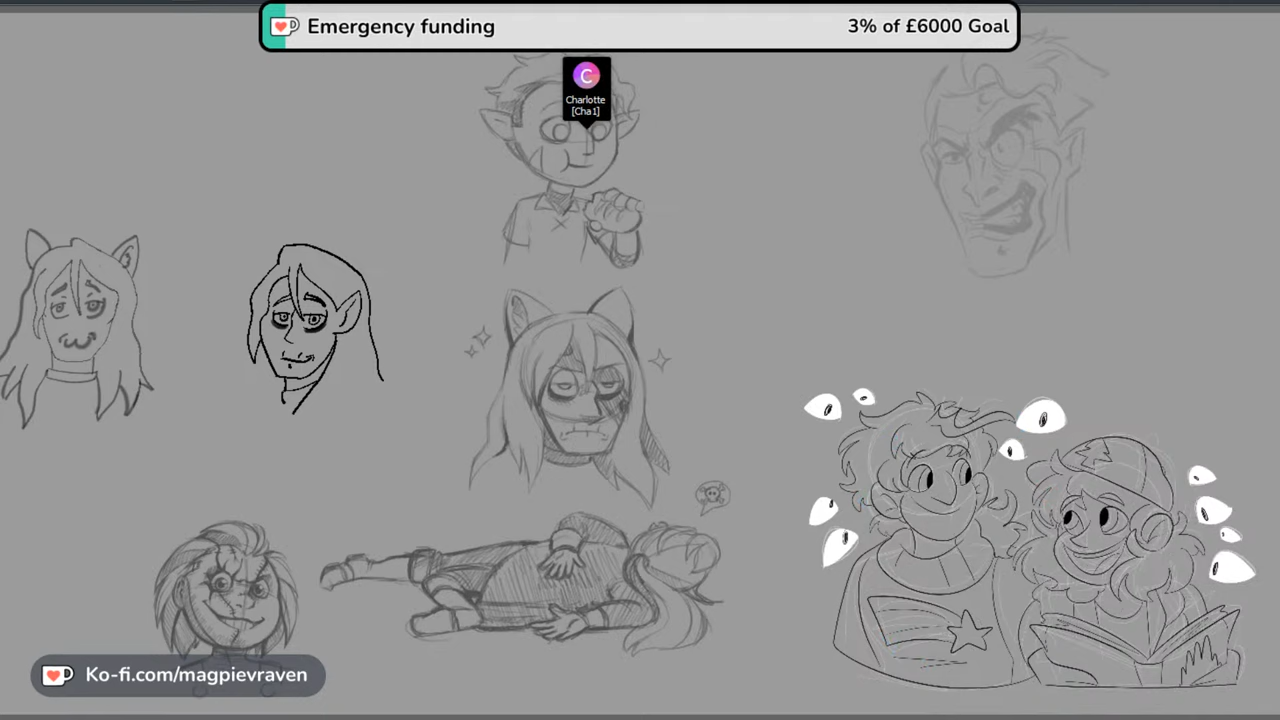 Emergency funding
3% of £6000 Goal
C
Charlotte
[Cha1]
Ko-fi.com/magpievraven